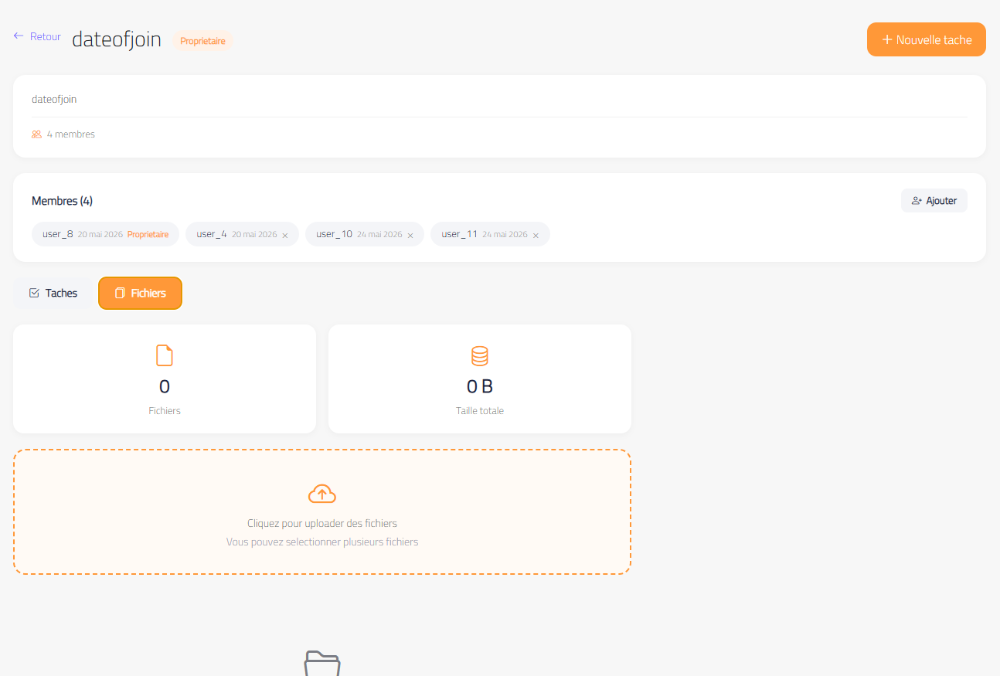 Retour dateofjoin Proprietaire
Nouvelle tache
dateofjoin
4 membres
Membres (4)
Ajouter
user_8 20 mai 2026 Proprietaire user_4 20 mai 2026 × user_10 24 mai 2026 × user_11 24 mai 2026 ×
Taches Fichiers
0
Fichiers
0 B
Taille totale
Cliquez pour uploader des fichiers
Vous pouvez selectionner plusieurs fichiers